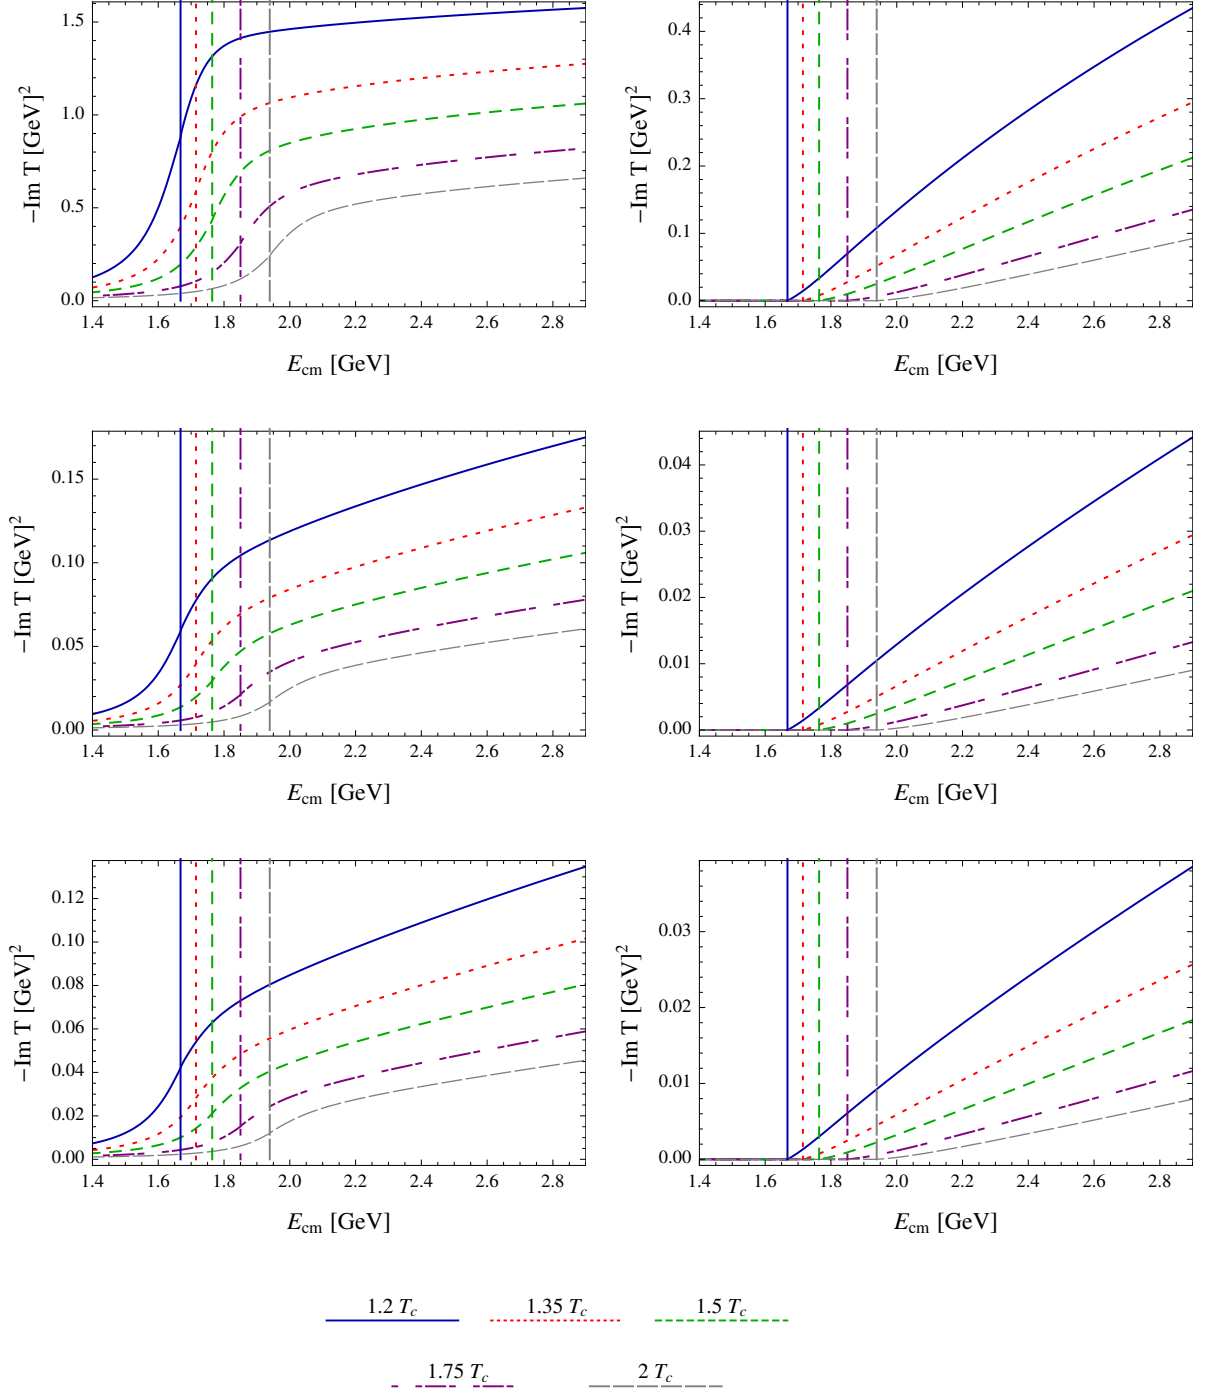 1.5
1.0
0.5
0.0
−Im T [GeV]²
1.4 1.6 1.8 2.0 2.2 2.4 2.6 2.8
E_cm [GeV]
0.4
0.3
0.2
0.1
0.0
−Im T [GeV]²
1.4 1.6 1.8 2.0 2.2 2.4 2.6 2.8
E_cm [GeV]
0.15
0.10
0.05
0.00
−Im T [GeV]²
1.4 1.6 1.8 2.0 2.2 2.4 2.6 2.8
E_cm [GeV]
0.04
0.03
0.02
0.01
0.00
−Im T [GeV]²
1.4 1.6 1.8 2.0 2.2 2.4 2.6 2.8
E_cm [GeV]
0.12
0.10
0.08
0.06
0.04
0.02
0.00
−Im T [GeV]²
1.4 1.6 1.8 2.0 2.2 2.4 2.6 2.8
E_cm [GeV]
0.03
0.02
0.01
0.00
−Im T [GeV]²
1.4 1.6 1.8 2.0 2.2 2.4 2.6 2.8
E_cm [GeV]
1.2 T_c 1.35 T_c 1.5 T_c
1.75 T_c 2 T_c